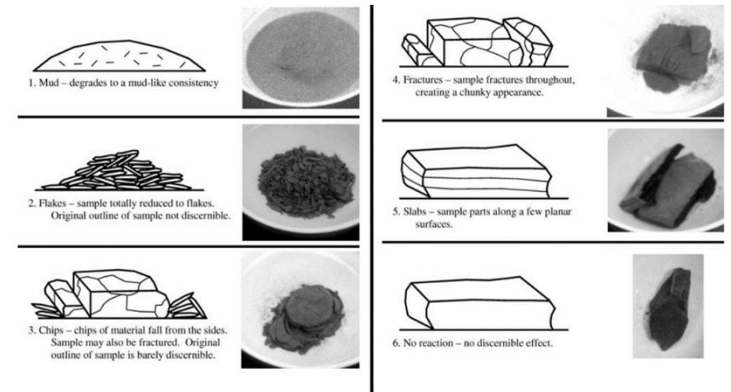 1. Mud – degrades to a mud-like consistency
2. Flakes – sample totally reduced to flakes.
Original outline of sample not discernible.
3. Chips – chips of material fall from the sides.
Sample may also be fractured. Original
outline of sample is barely discernible.
4. Fractures – sample fractures throughout,
creating a chunky appearance.
5. Slabs – sample parts along a few planar
surfaces.
6. No reaction – no discernible effect.